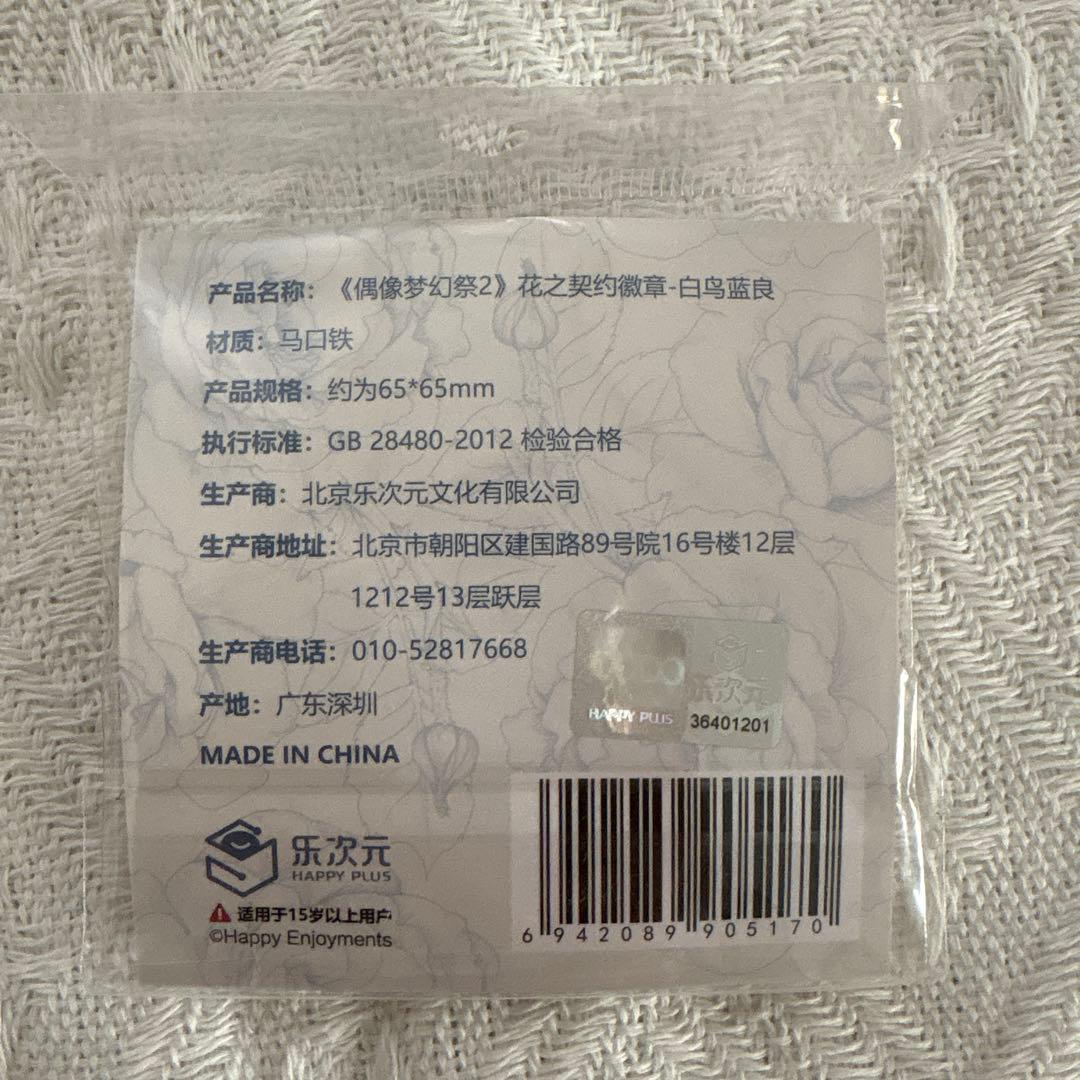 产品名称：《偶像梦幻祭2》花之契约徽章-白鸟蓝良
材质：马口铁
产品规格：约为65*65mm
执行标准：GB 28480-2012 检验合格
生产商：北京乐次元文化有限公司
生产商地址：北京市朝阳区建国路89号院16号楼12层
1212号13层跃层
生产商电话：010-52817668
产地：广东深圳
MADE IN CHINA
乐次元
HAPPY PLUS
36401201
乐次元
HAPPY PLUS
适用于15岁以上用户
©Happy Enjoyments
6 942089 905170